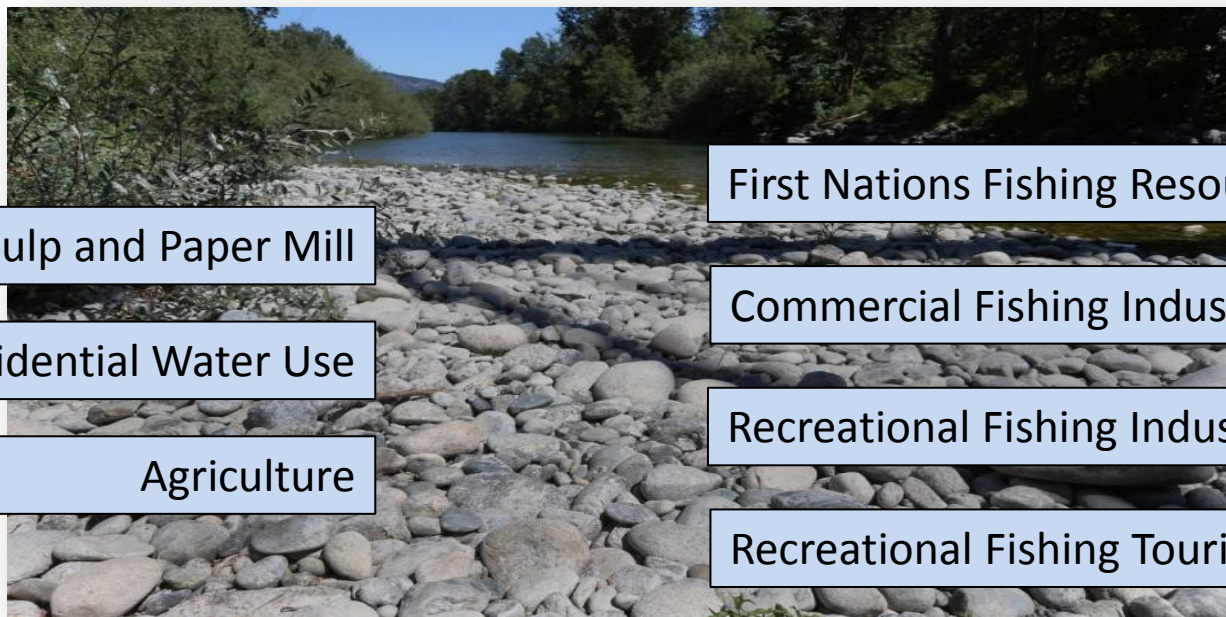 ulp and Paper Mill
idential Water Use
Agriculture
First Nations Fishing Resou
Commercial Fishing Indus
Recreational Fishing Indus
Recreational Fishing Touri